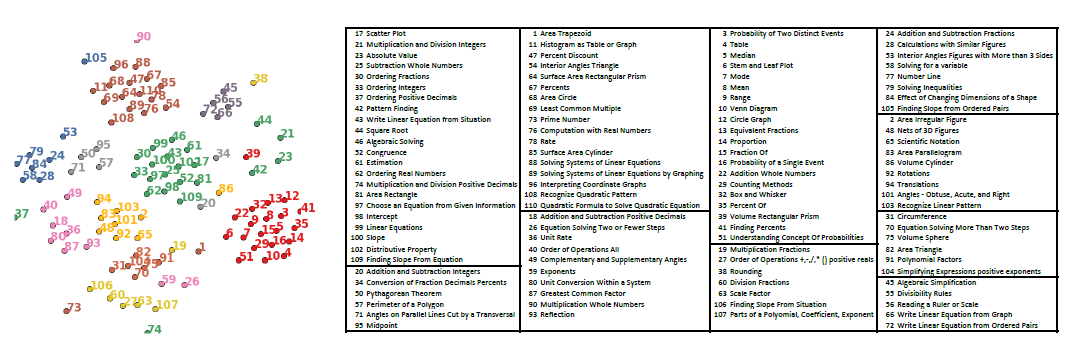 90
105
96 88
67
68 47 85
45 38
69 64
56 55
89 76 54
66
108
44
53
46 21
99
95
79 50 30 43 61 34 39 23
24
84 57
71
33 42
58 28
52 81
62 98
86
49 94 109
20
40 103 32 13 12
37 22 41
18 101 9 8 3
36 48 35
80 92 65 6 7 15
87 93 29 16 14
19 1
82
91 51 10 4
31
70
59 26
106
60 63 107
73
74
17 Scatter Plot
21 Multiplication and Division Integers
23 Absolute Value
25 Subtraction Whole Numbers
30 Ordering Fractions
33 Ordering Integers
37 Ordering Positive Decimals
42 Pattern Finding
43 Write Linear Equation from Situation
44 Square Root
46 Algebraic Solving
52 Congruence
61 Estimation
62 Ordering Real Numbers
74 Multiplication and Division Positive Decimals
81 Area Rectangle
97 Choose an Equation from Given Information
98 Intercept
99 Linear Equations
100 Slope
102 Distributive Property
109 Finding Slope From Equation
20 Addition and Subtraction Integers
34 Conversion of Fraction Decimals Percents
50 Pythagorean Theorem
57 Perimeter of a Polygon
71 Angles on Parallel Lines Cut by a Transversal
95 Midpoint
1 Area Trapezoid
11 Histogram as Table or Graph
47 Percent Discount
54 Interior Angles Triangle
64 Surface Area Rectangular Prism
67 Percents
68 Area Circle
69 Least Common Multiple
73 Prime Number
76 Computation with Real Numbers
78 Rate
85 Surface Area Cylinder
88 Solving Systems of Linear Equations
89 Solving Systems of Linear Equations by Graphing
96 Interpreting Coordinate Graphs
108 Recognize Quadratic Pattern
110 Quadratic Formula to Solve Quadratic Equation
18 Addition and Subtraction Positive Decimals
26 Equation Solving Two or Fewer Steps
36 Unit Rate
40 Order of Operations All
49 Complementary and Supplementary Angles
59 Exponents
80 Unit Conversion Within a System
87 Greatest Common Factor
90 Multiplication Whole Numbers
93 Reflection
3 Probability of Two Distinct Events
4 Table
5 Median
6 Stem and Leaf Plot
7 Mode
8 Mean
9 Range
10 Venn Diagram
12 Circle Graph
13 Equivalent Fractions
14 Proportion
15 Fraction Of
16 Probability of a Single Event
22 Addition Whole Numbers
29 Counting Methods
32 Box and Whisker
35 Percent Of
39 Volume Rectangular Prism
41 Finding Percents
51 Understanding Concept Of Probabilities
19 Multiplication Fractions
27 Order of Operations +,-,/,* () positive reals
38 Rounding
60 Division Fractions
63 Scale Factor
106 Finding Slope From Situation
107 Parts of a Polynomial, Coefficient, Exponent
24 Addition and Subtraction Fractions
28 Calculations with Similar Figures
53 Interior Angles Figures with More than 3 Sides
58 Solving for a variable
77 Number Line
79 Solving Inequalities
84 Effect of Changing Dimensions of a Shape
105 Finding Slope from Ordered Pairs
2 Area Irregular Figure
48 Nets of 3D Figures
65 Scientific Notation
83 Area Parallelogram
86 Volume Cylinder
92 Rotations
94 Translations
101 Angles - Obtuse, Acute, and Right
103 Recognize Linear Pattern
31 Circumference
70 Equation Solving More Than Two Steps
75 Volume Sphere
82 Area Triangle
91 Polynomial Factors
104 Simplifying Expressions positive exponents
45 Algebraic Simplification
55 Divisibility Rules
56 Reading a Ruler or Scale
66 Write Linear Equation from Graph
72 Write Linear Equation from Ordered Pairs